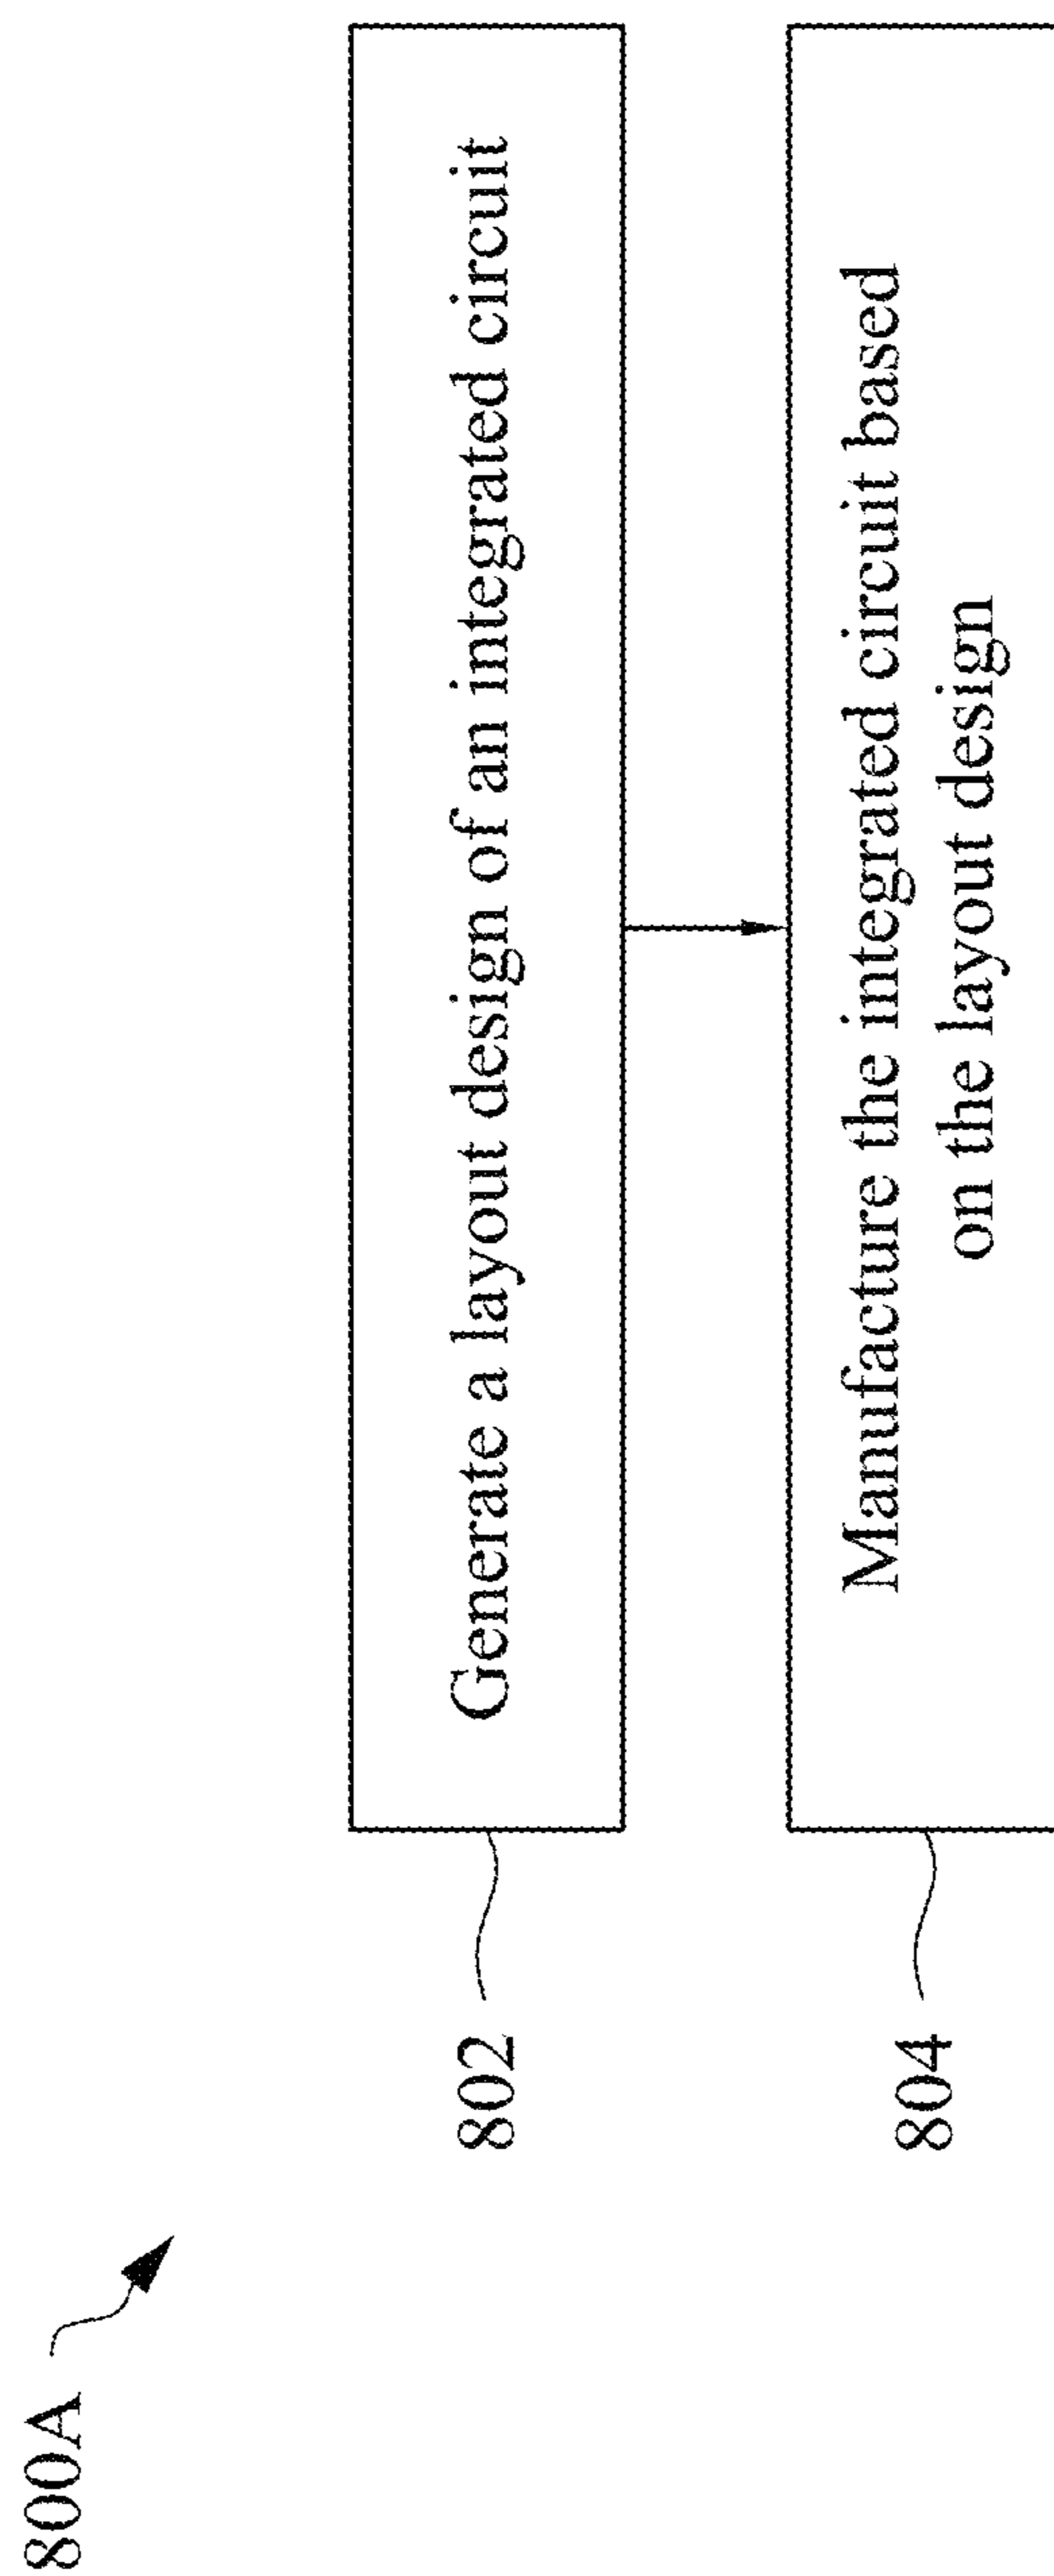 800A
802
Generate a layout design of an integrated circuit
804
Manufacture the integrated circuit based
on the layout design